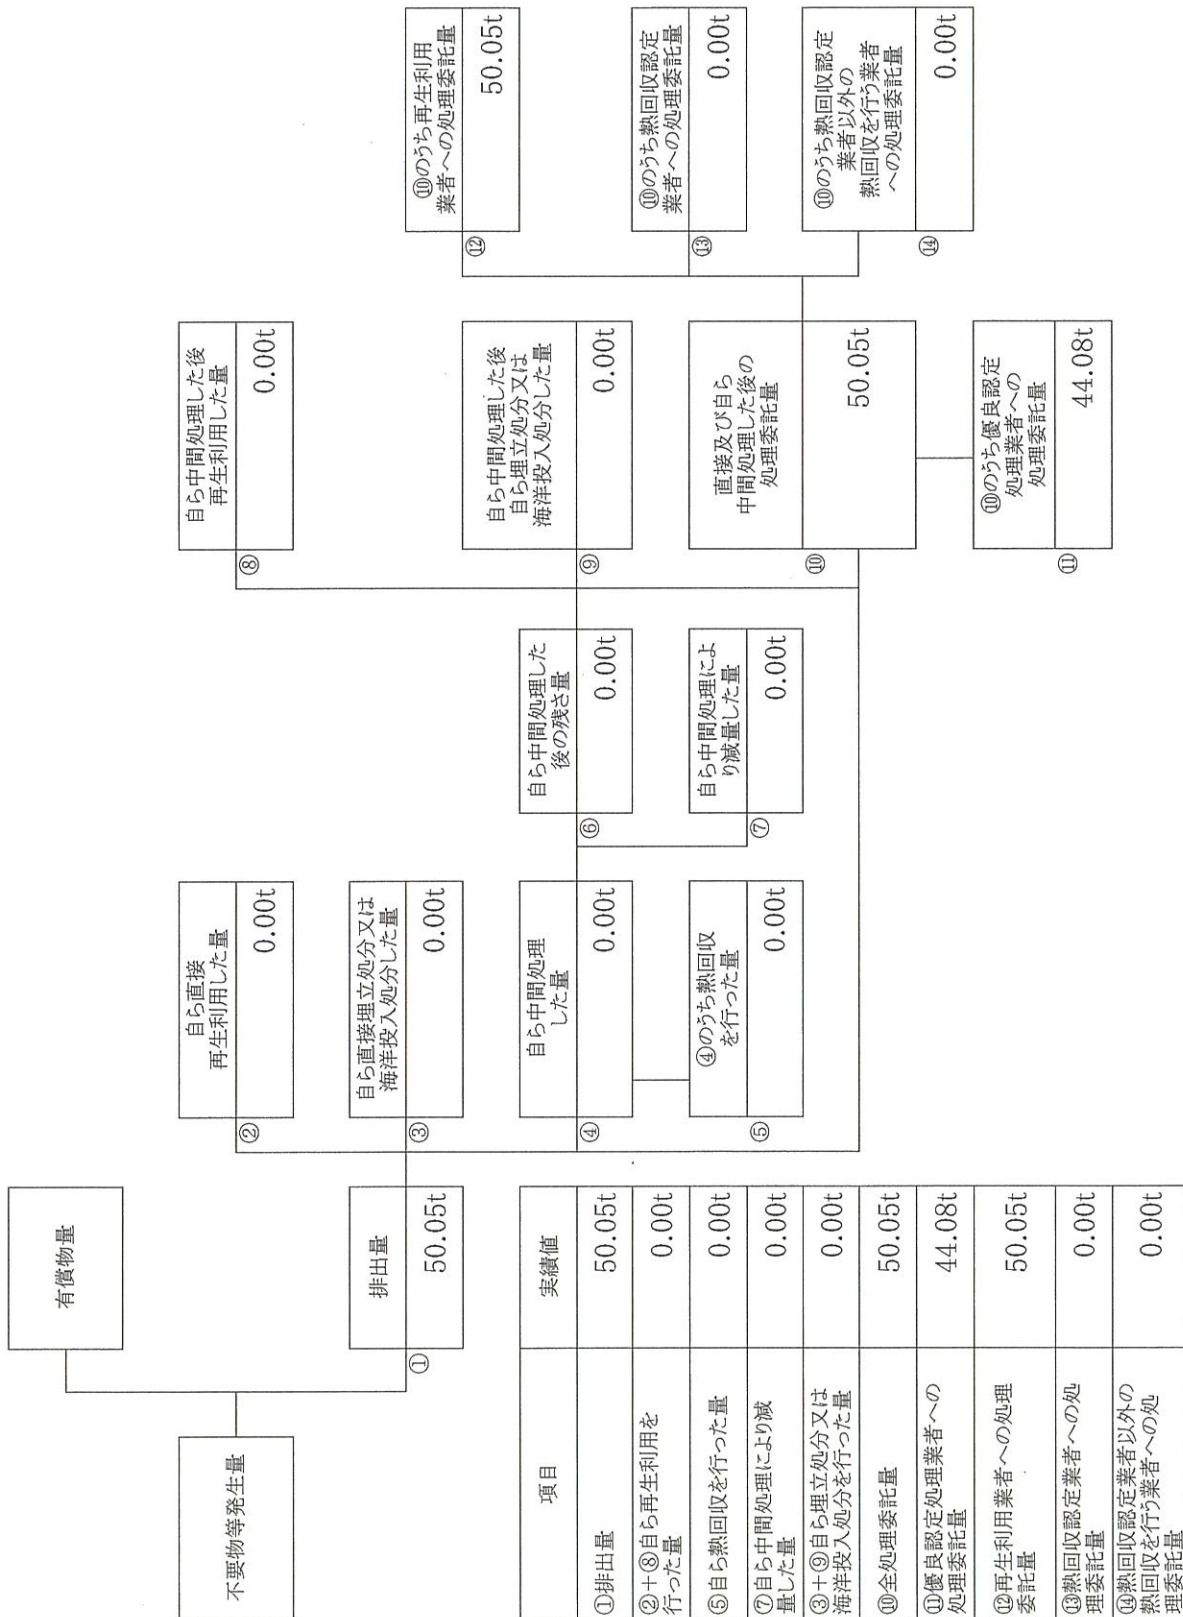 不要物等発生量
有償物量
①
排出量
50.05t
②
自ら直接
再生利用した量
0.00t
③
自ら直接埋立処分又は
海洋投入処分した量
0.00t
④
自ら中間処理
した量
0.00t
⑤
④のうち熱回収
を行った量
0.00t
⑥
自ら中間処理した
後の残さ量
0.00t
⑦
自ら中間処理によ
り減量した量
0.00t
⑧
自ら中間処理した後
再生利用した量
0.00t
⑨
自ら中間処理した後
自ら埋立処分又は
海洋投入処分した量
0.00t
⑩
直接及び自ら
中間処理した後の
処理委託量
50.05t
⑪
⑩のうち優良認定
処理業者への
処理委託量
44.08t
⑫
⑩のうち再生利用
業者への処理委託量
50.05t
⑬
⑩のうち熱回収認定
業者への処理委託量
0.00t
⑭
⑩のうち熱回収認定
業者以外の
熱回収を行う業者
への処理委託量
0.00t
項目 実績値
①排出量 50.05t
②+⑧自ら再生利用を
行った量 0.00t
⑤自ら熱回収を行った量 0.00t
⑦自ら中間処理により減
量した量 0.00t
③+⑨自ら埋立処分又は
海洋投入処分を行った量 0.00t
⑩全処理委託量 50.05t
⑪優良認定処理業者への
処理委託量 44.08t
⑫再生利用業者への処理
委託量 50.05t
⑬熱回収認定業者への処
理委託量 0.00t
⑭熱回収認定業者以外の
熱回収を行う業者への処
理委託量 0.00t